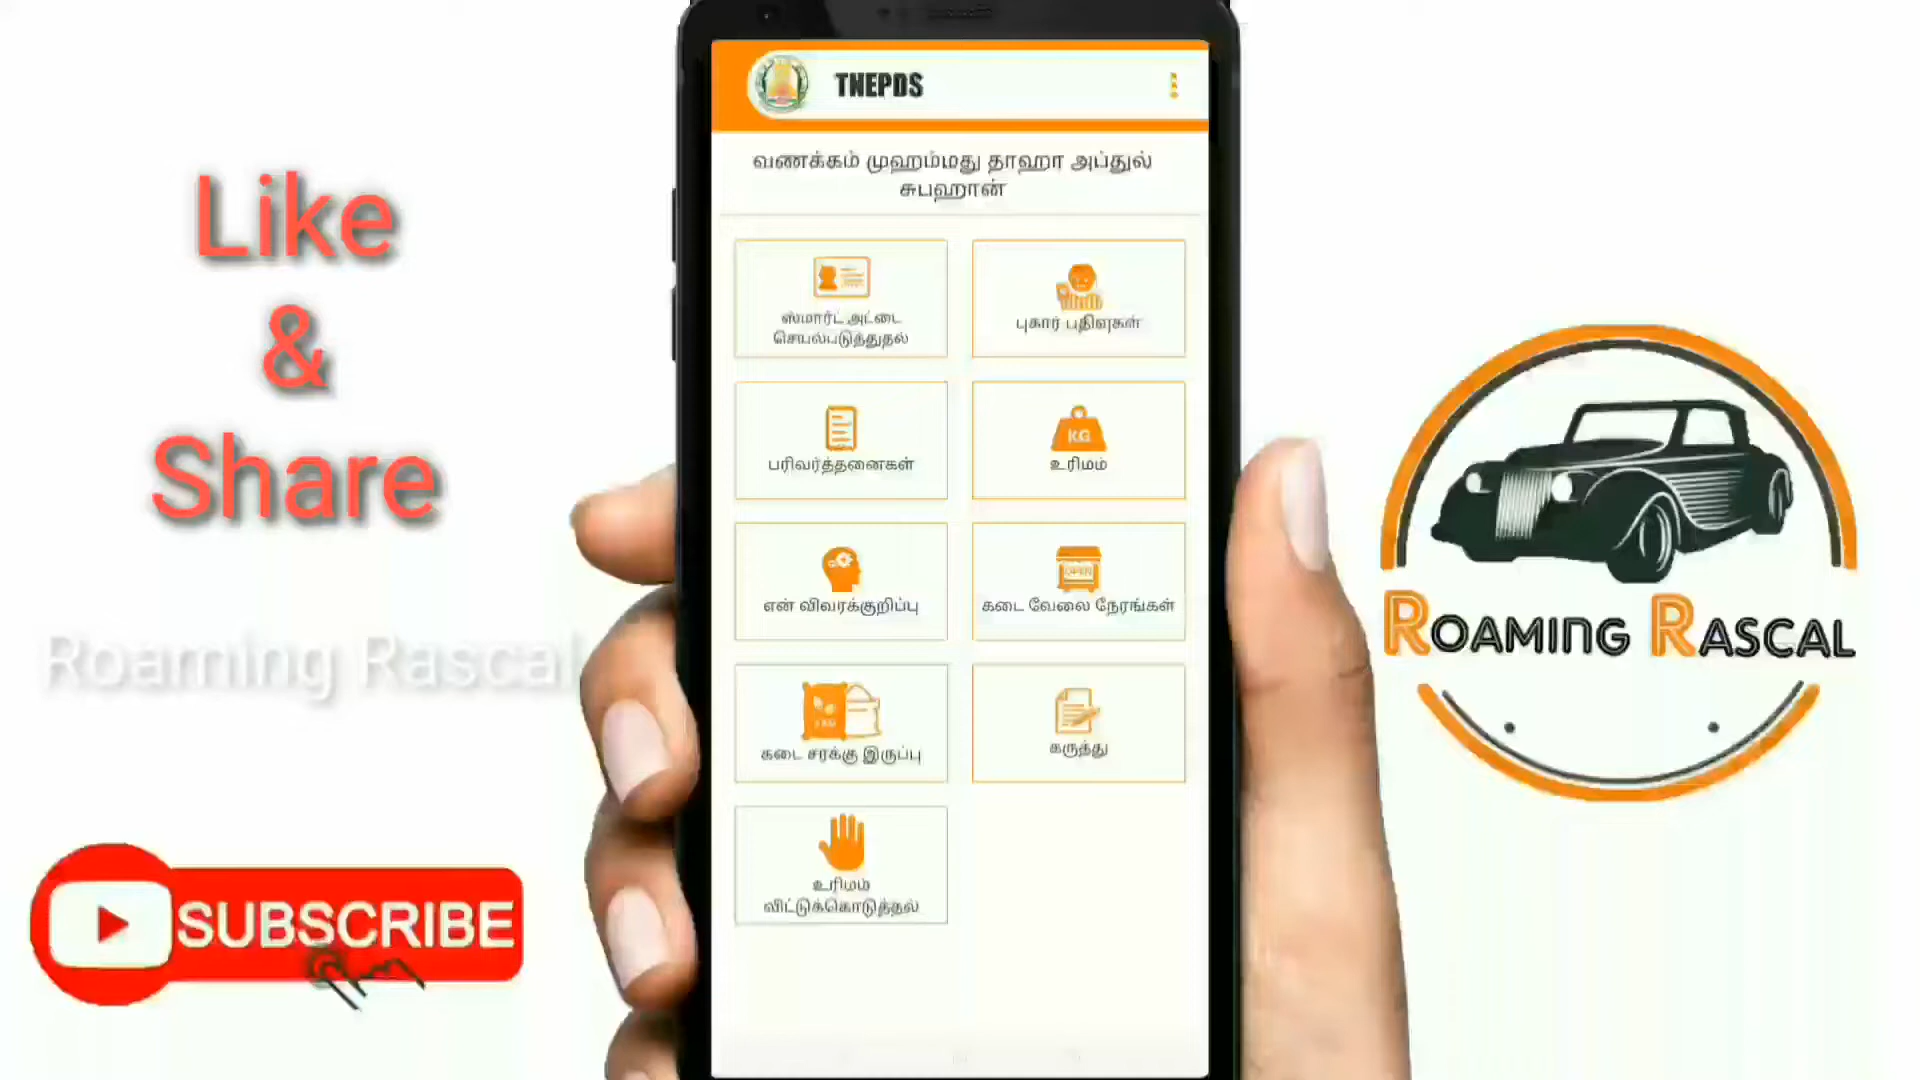 Like
&
Share
Roaming Rascal
SUBSCRIBE
TNEPDS
வணக்கம் முஹம்மது தாஹா அப்துல்
சுபஹான்
ஸ்மார்ட் அட்டை
செயல்படுத்துதல்
புகார் பதிவுகள்
பரிவர்த்தனைகள்
KG
உரிமம்
என் விவரக்குறிப்பு
OPEN
கடை வேலை நேரங்கள்
கடை சரக்கு இருப்பு
கருத்து
உரிமம்
விட்டுக்கொடுத்தல்
ROAMING RASCAL